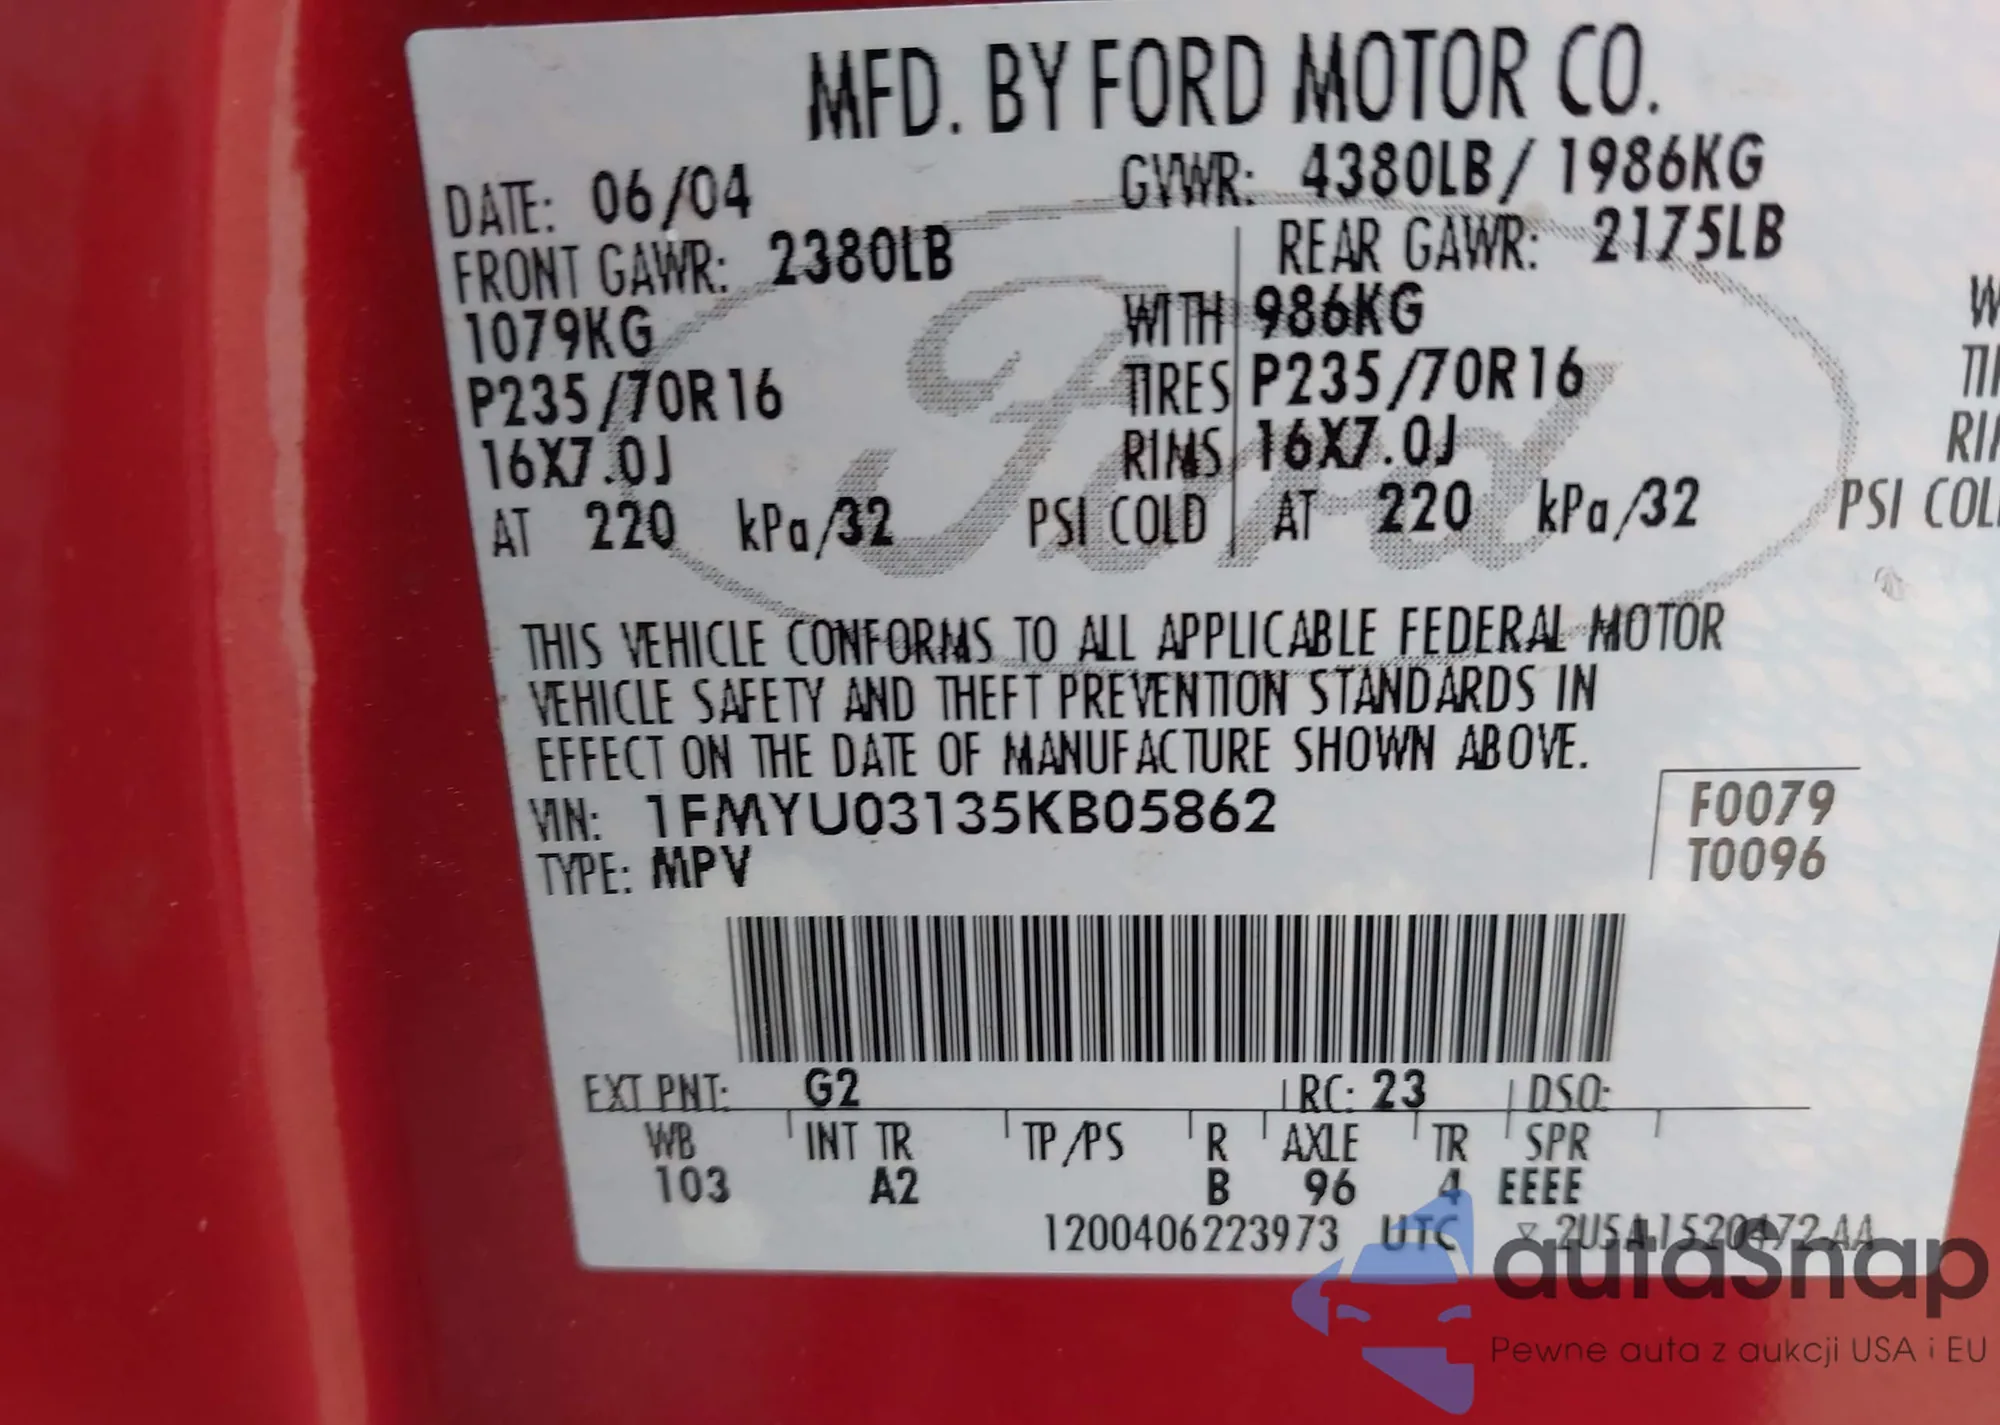 MFD. BY FORD MOTOR CO.
DATE: 06/04 GVWR: 4380LB/ 1986KG
FRONT GAWR: 2380LB REAR GAWR: 2175LB
1079KG WITH 986KG
P235/70R16 TIRES P235/70R16
16X7.0J RIMS 16X7.0J
AT 220 kPa/32 PSI COLD AT 220 kPa/32 PSI COL
Ford
THIS VEHICLE CONFORMS TO ALL APPLICABLE FEDERAL MOTOR
VEHICLE SAFETY AND THEFT PREVENTION STANDARDS IN
EFFECT ON THE DATE OF MANUFACTURE SHOWN ABOVE.
VIN: 1FMYU03135KB05862
TYPE: MPV
F0079
T0096
EXT PNT: G2 RC: 23 DSO:
WB INT TR TP/PS R AXLE TR SPR
103 A2 B 96 4 EEEE
1200406223973 UTC 2U5A-1520472-AA
autoSnap
Pewne auta z aukcji USA i EU